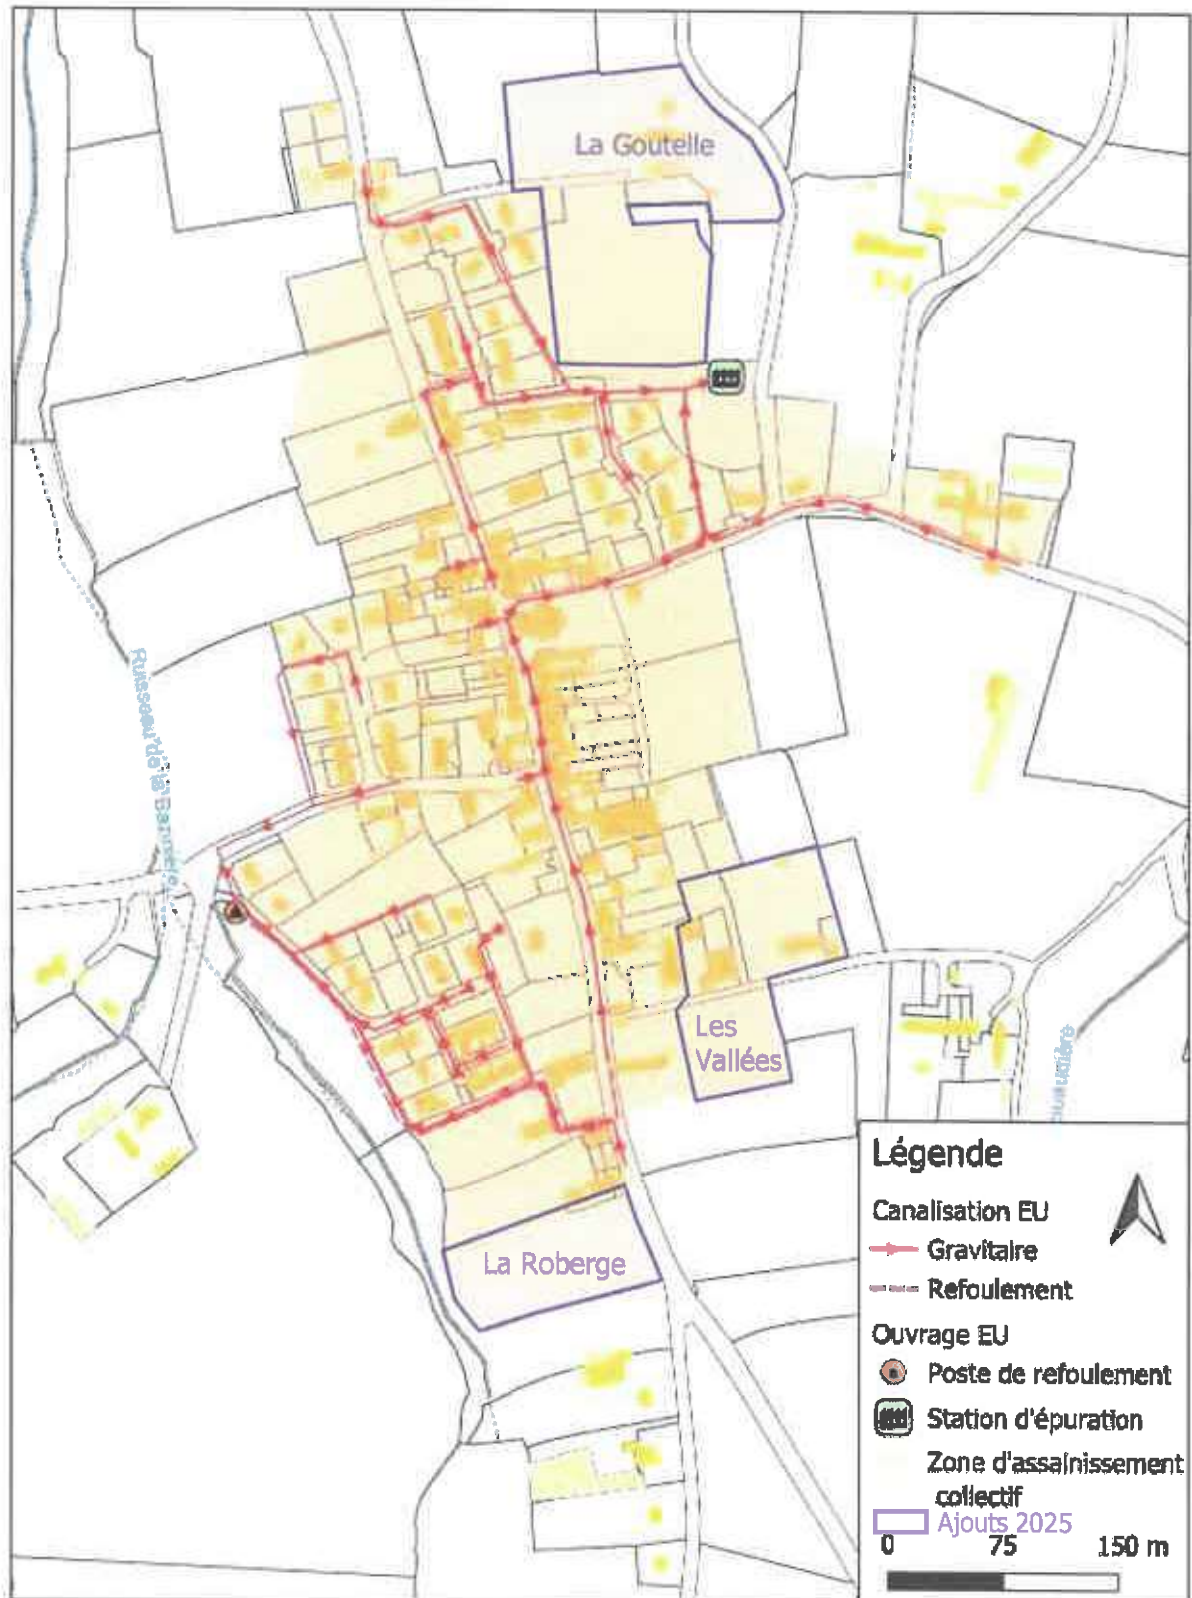 La Goutelle
Ruisseau de la
Les
Vallées
La Roberge
Légende
Canalisation EU
Gravitaire
Refoulement
Ouvrage EU
Poste de refoulement
Station d'épuration
Zone d'assainissement
collectif
Ajouts 2025
0 75 150 m